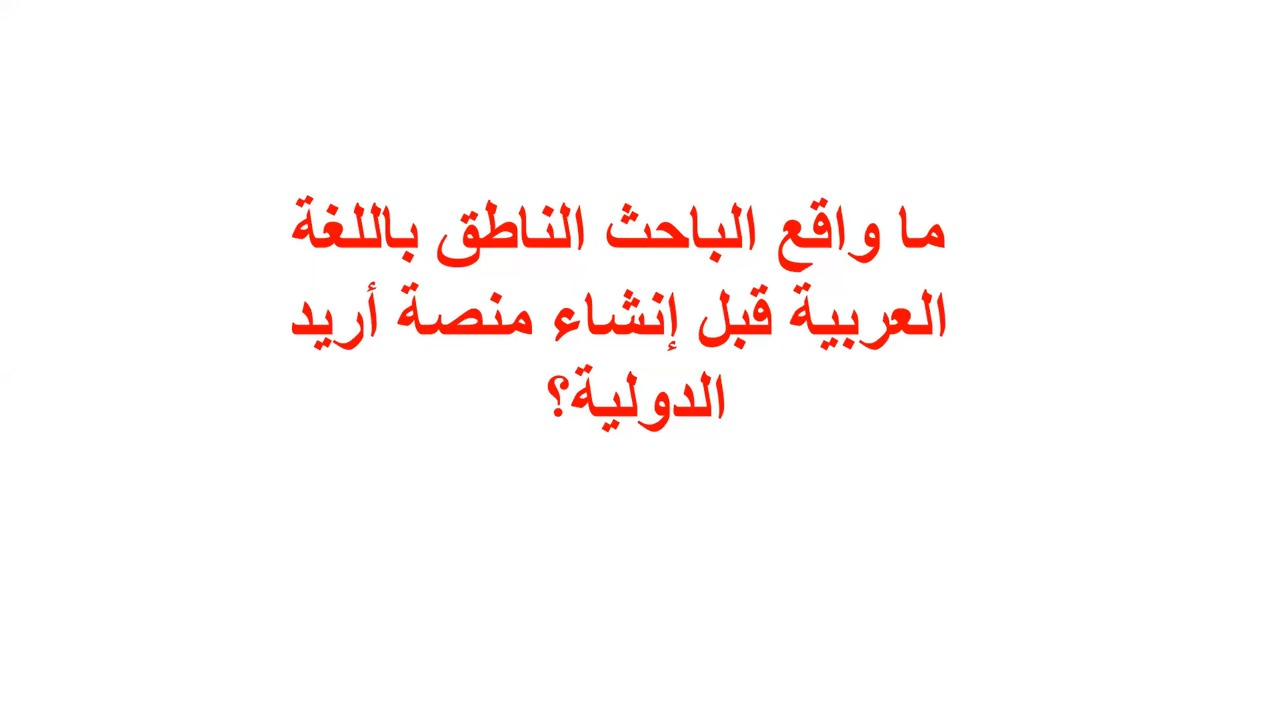 ما واقع الباحث الناطق باللغة
العربية قبل إنشاء منصة أريد
الدولية؟